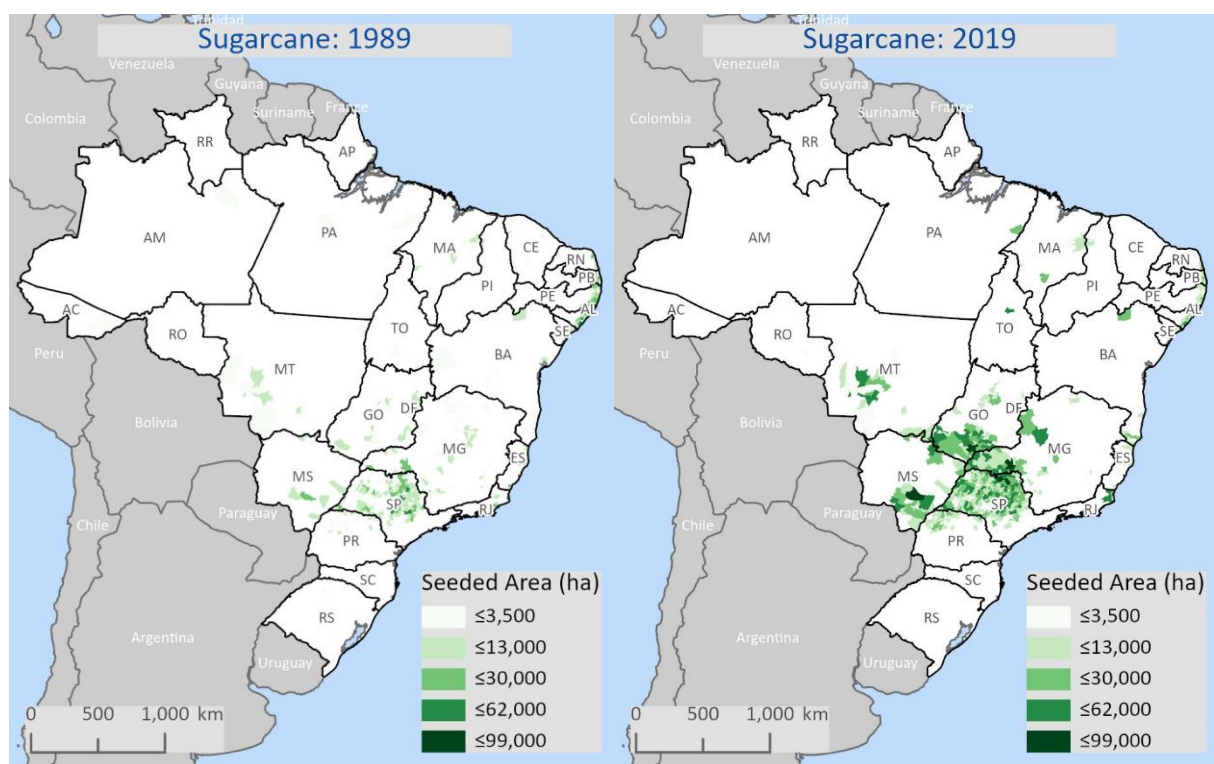 Sugarcane: 1989
Trinidad
Venezuela
Guyana
Suriname
France
Colombia
RR
AP
AM
PA
MA
CE
RN
PB
PI
PE
AL
SE
AC
RO
TO
BA
Peru
MT
GO
DF
Bolivia
MG
ES
MS
SP
RJ
Paraguay
Chile
PR
SC
RS
Argentina
Uruguay
Seeded Area (ha)
≤3,500
≤13,000
≤30,000
≤62,000
≤99,000
0 500 1,000 km
Sugarcane: 2019
Trinidad
Venezuela
Guyana
Suriname
France
Colombia
RR
AP
AM
PA
MA
CE
RN
PB
PI
PE
AL
SE
AC
RO
TO
BA
Peru
MT
GO
DF
Bolivia
MG
ES
MS
SP
RJ
Paraguay
Chile
PR
SC
RS
Argentina
Uruguay
Seeded Area (ha)
≤3,500
≤13,000
≤30,000
≤62,000
≤99,000
0 500 1,000 km